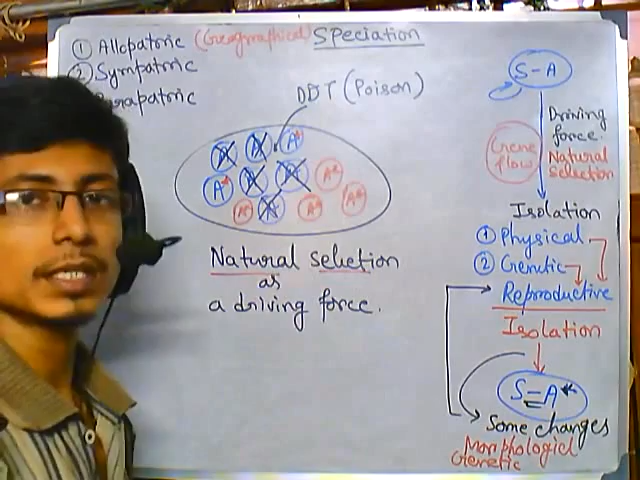 Speciation
① Allopatric (Geographical)
② Sympatric
Parapatric
DDT (Poison)
A A A*
A* A A A*
A* A A* A*
Natural selection
as
a driving force.
S-A
Gene flow
Driving force
Natural selection
Isolation
① Physical
② Genetic
Reproductive
Isolation
S=A*
Some changes
Morphological
Genetic